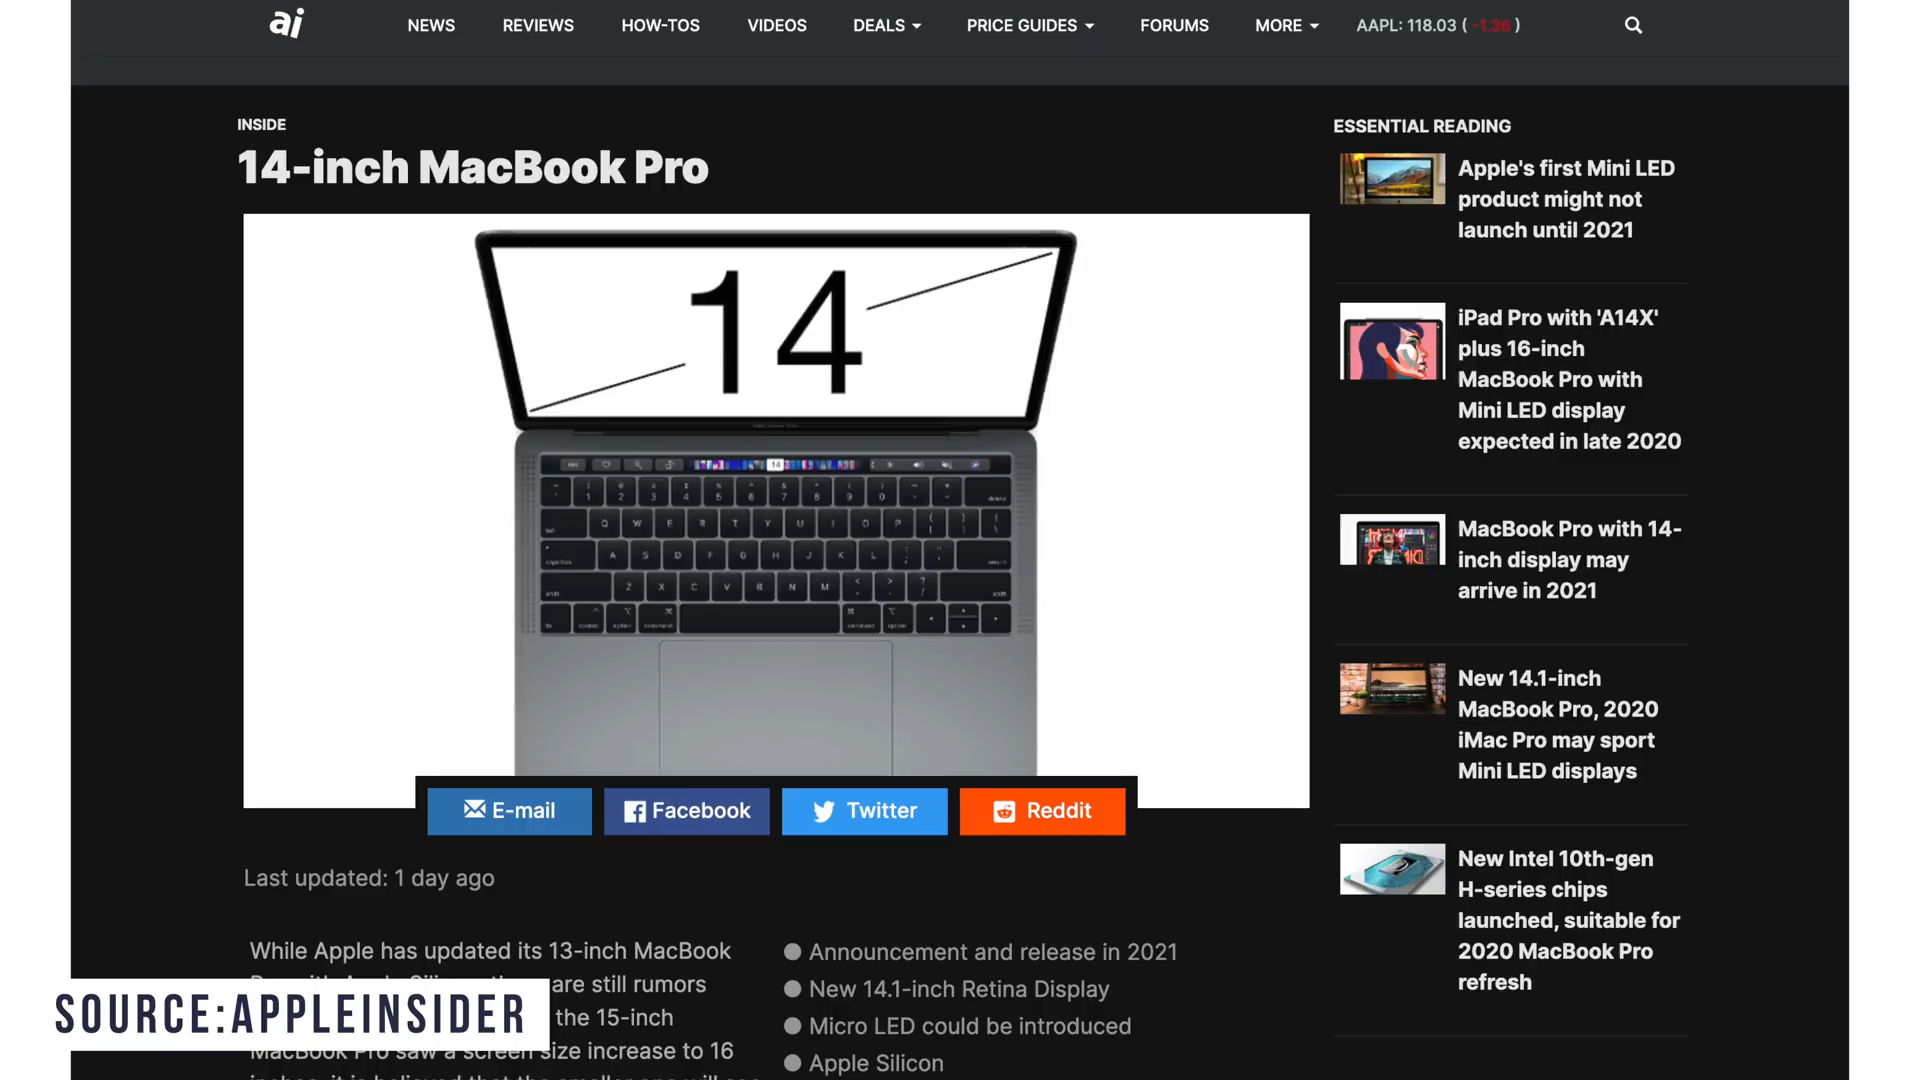 ai
NEWS
REVIEWS
HOW-TOS
VIDEOS
DEALS
PRICE GUIDES
FORUMS
MORE
AAPL: 118.03 ( -1.36 )
INSIDE
14-inch MacBook Pro
14
E-mail
Facebook
Twitter
Reddit
Last updated: 1 day ago
While Apple has updated its 13-inch MacBook
are still rumors
the 15-inch
MacBook Pro saw a screen size increase to 16
Announcement and release in 2021
New 14.1-inch Retina Display
Micro LED could be introduced
Apple Silicon
SOURCE:APPLEINSIDER
ESSENTIAL READING
Apple's first Mini LED
product might not
launch until 2021
iPad Pro with 'A14X'
plus 16-inch
MacBook Pro with
Mini LED display
expected in late 2020
MacBook Pro with 14-
inch display may
arrive in 2021
New 14.1-inch
MacBook Pro, 2020
iMac Pro may sport
Mini LED displays
New Intel 10th-gen
H-series chips
launched, suitable for
2020 MacBook Pro
refresh